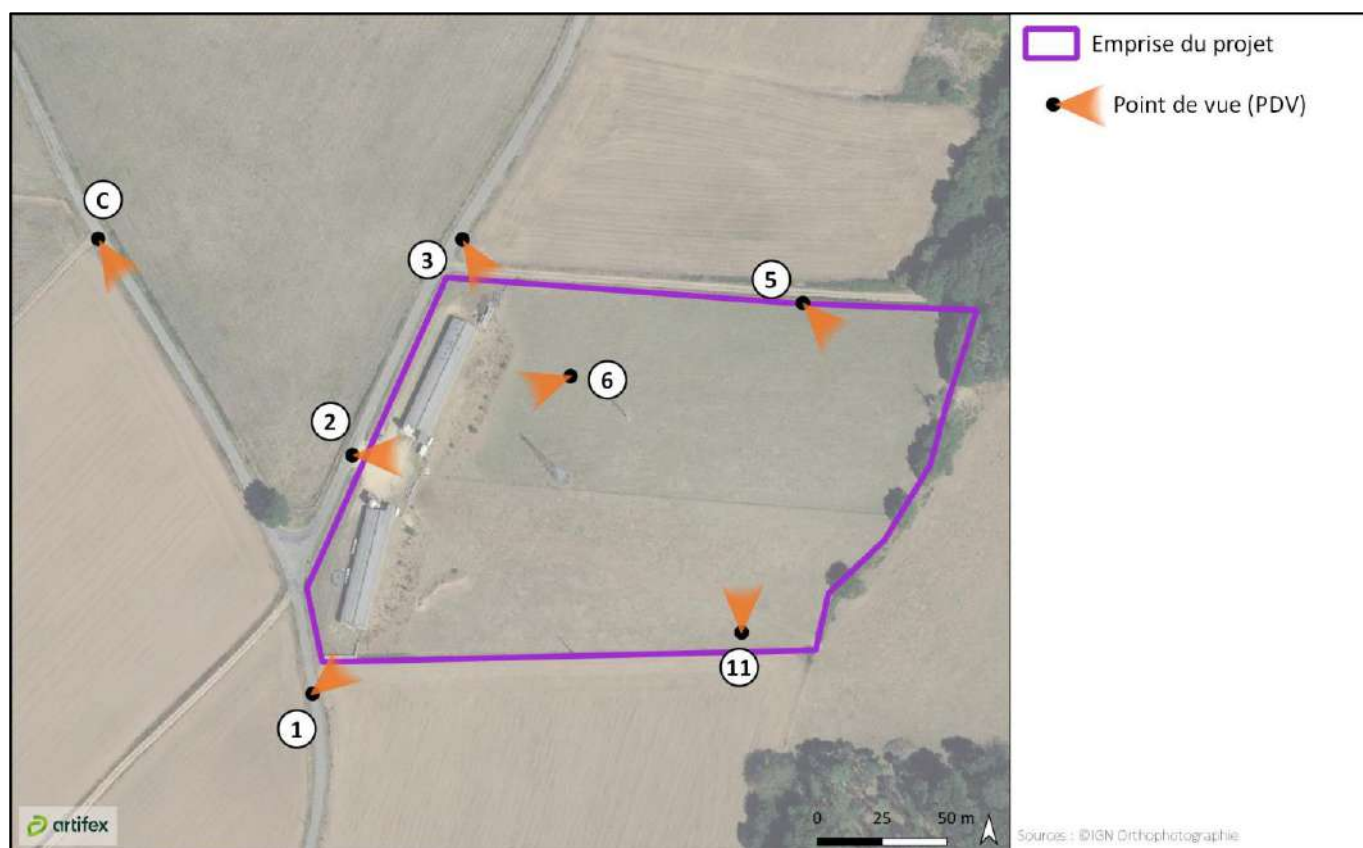 Emprise du projet
Point de vue (PDV)
C
3
5
6
2
11
1
artifex
0 25 50 m
Sources : ©IGN Orthophotographie